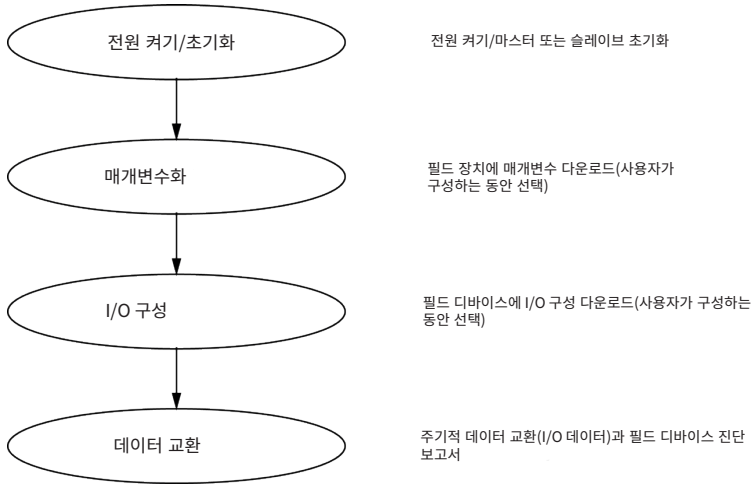 전원 켜기/초기화
전원 켜기/마스터 또는 슬레이브 초기화
매개변수화
필드 장치에 매개변수 다운로드(사용자가
구성하는 동안 선택)
I/O 구성
필드 디바이스에 I/O 구성 다운로드(사용자가 구성하는
동안 선택)
데이터 교환
주기적 데이터 교환(I/O 데이터)과 필드 디바이스 진단
보고서